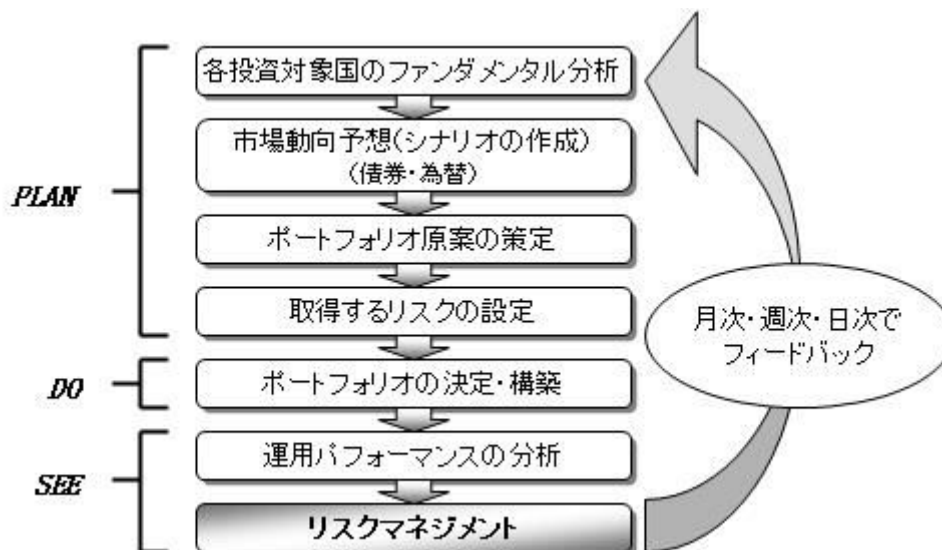 各投資対象国のファンダメンタル分析
市場動向予想(シナリオの作成)
(債券・為替)
PLAN
ポートフォリオ原案の策定
取得するリスクの設定
月次・週次・日次で
フィードバック
DO
ポートフォリオの決定・構築
運用パフォーマンスの分析
SEE
リスクマネジメント